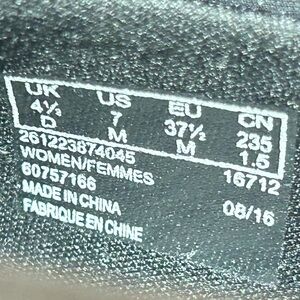 UK US EU CN
4½ 7 37½ 235
D M M 1.5
261223874045
WOMEN/FEMMES 16712
60757166
MADE IN CHINA 08/16
FABRIQUE EN CHINE